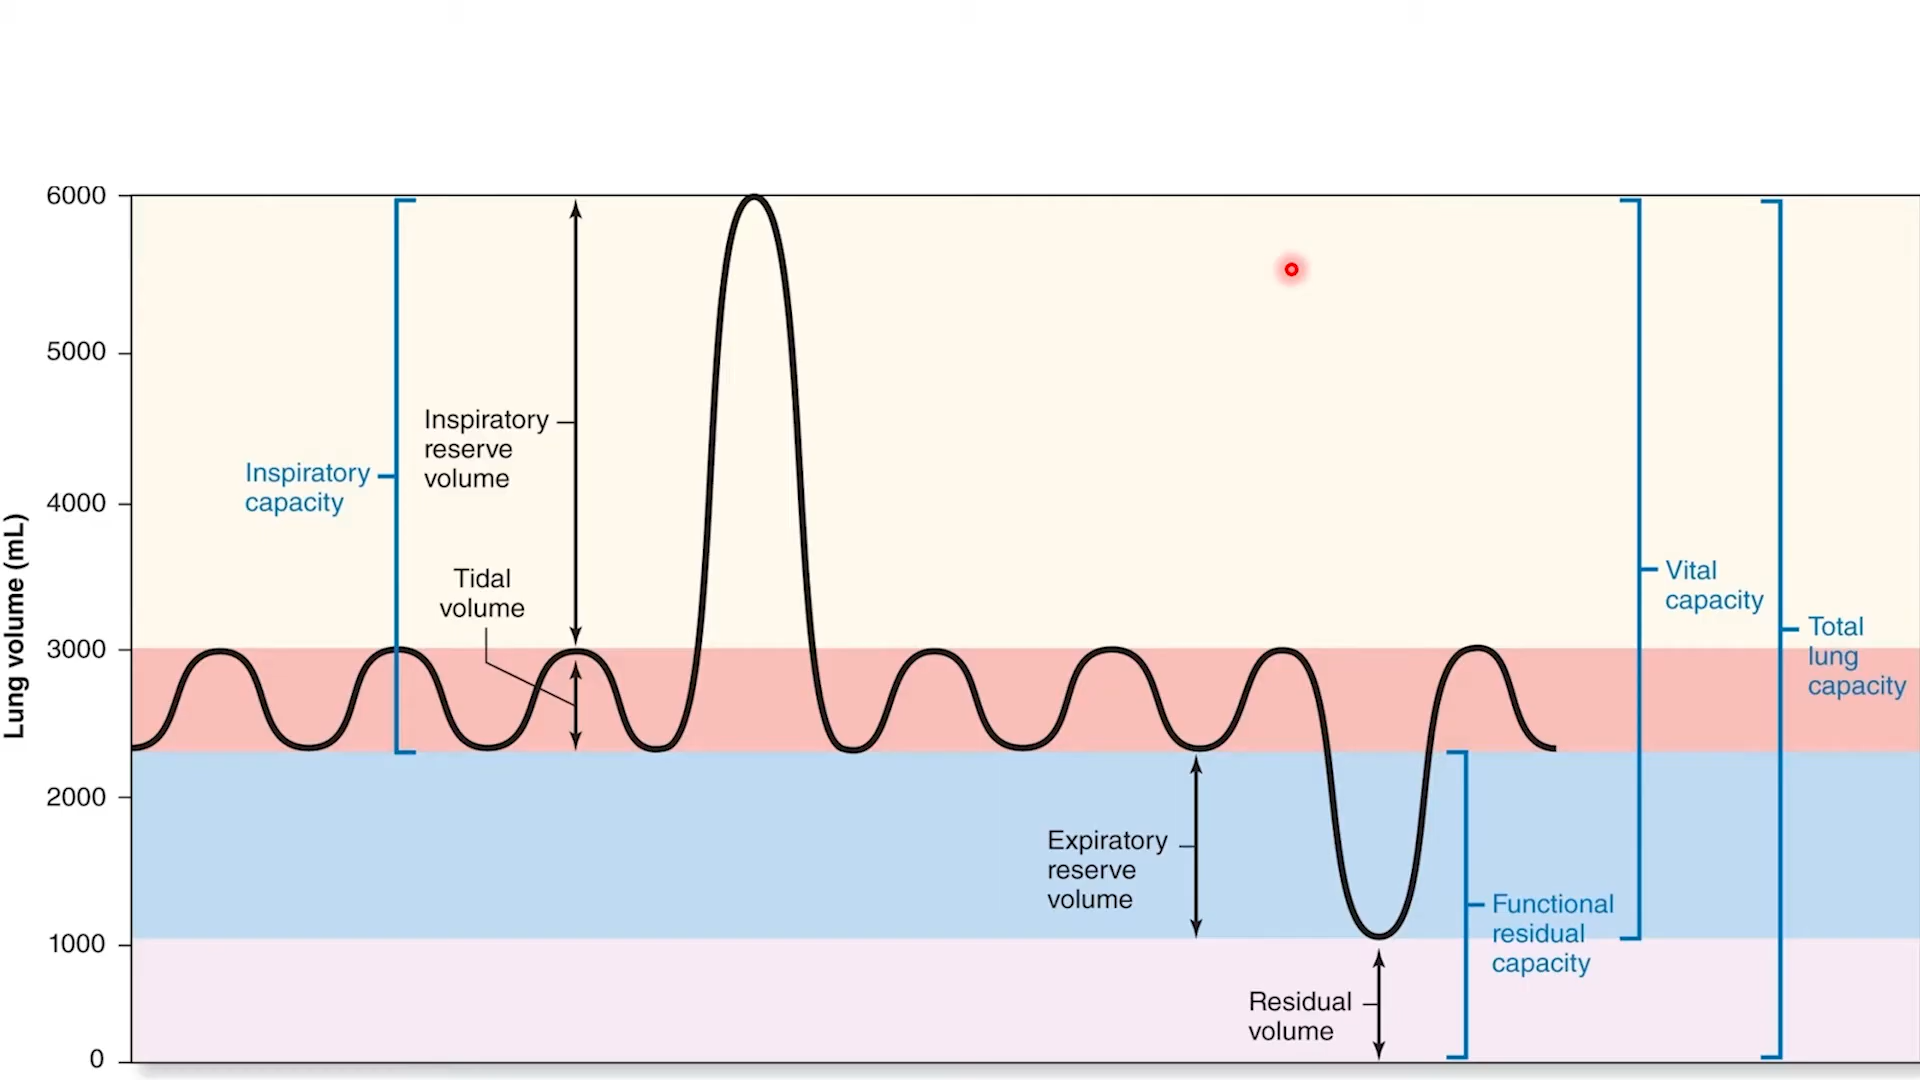 6000
5000
Inspiratory
reserve
volume
Inspiratory
capacity
4000
Lung volume (mL)
Tidal
volume
Vital
capacity
Total
lung
capacity
3000
2000
Expiratory
reserve
volume
Functional
residual
capacity
1000
Residual
volume
0